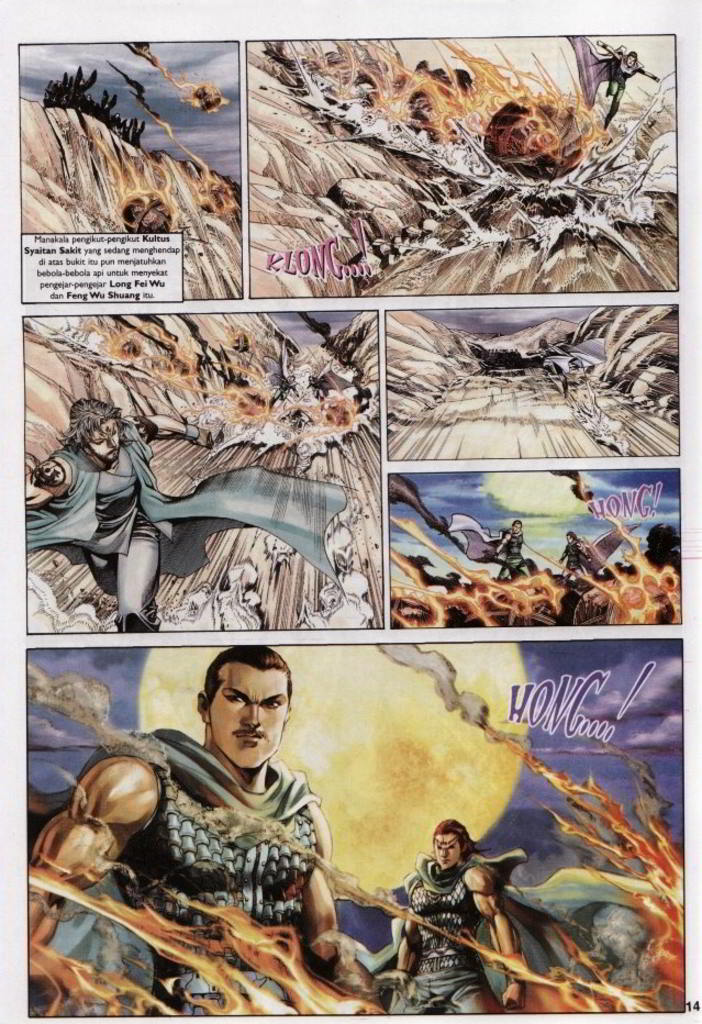 Manakala pengikut-pengikut Kultus
Syaitan Sakit yang sedang menghendap
di atas bukit itu pun menjatuhkan
bebola-bebola api untuk menyekat
pengejar-pengejar Long Fei Wu
dan Feng Wu Shuang itu.
KLONG...!
HONG!
HONG....!
14